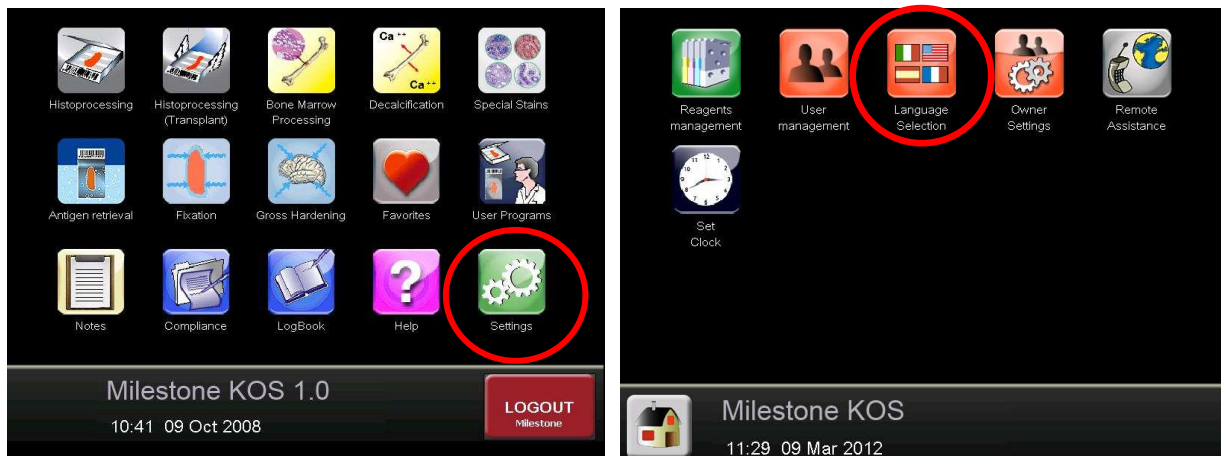 Ca ++
Ca ++
Histoprocessing
Histoprocessing
(Transplant)
Bone Marrow
Processing
Decalcification
Special Stains
Antigen retrieval
Fixation
Gross Hardening
Favorites
User Programs
?
Notes
Compliance
LogBook
Help
Settings
Milestone KOS 1.0
10:41 09 Oct 2008
LOGOUT
Milestone
Reagents
management
User
management
Language
Selection
Owner
Settings
Remote
Assistance
Set
Clock
Milestone KOS
11:29 09 Mar 2012